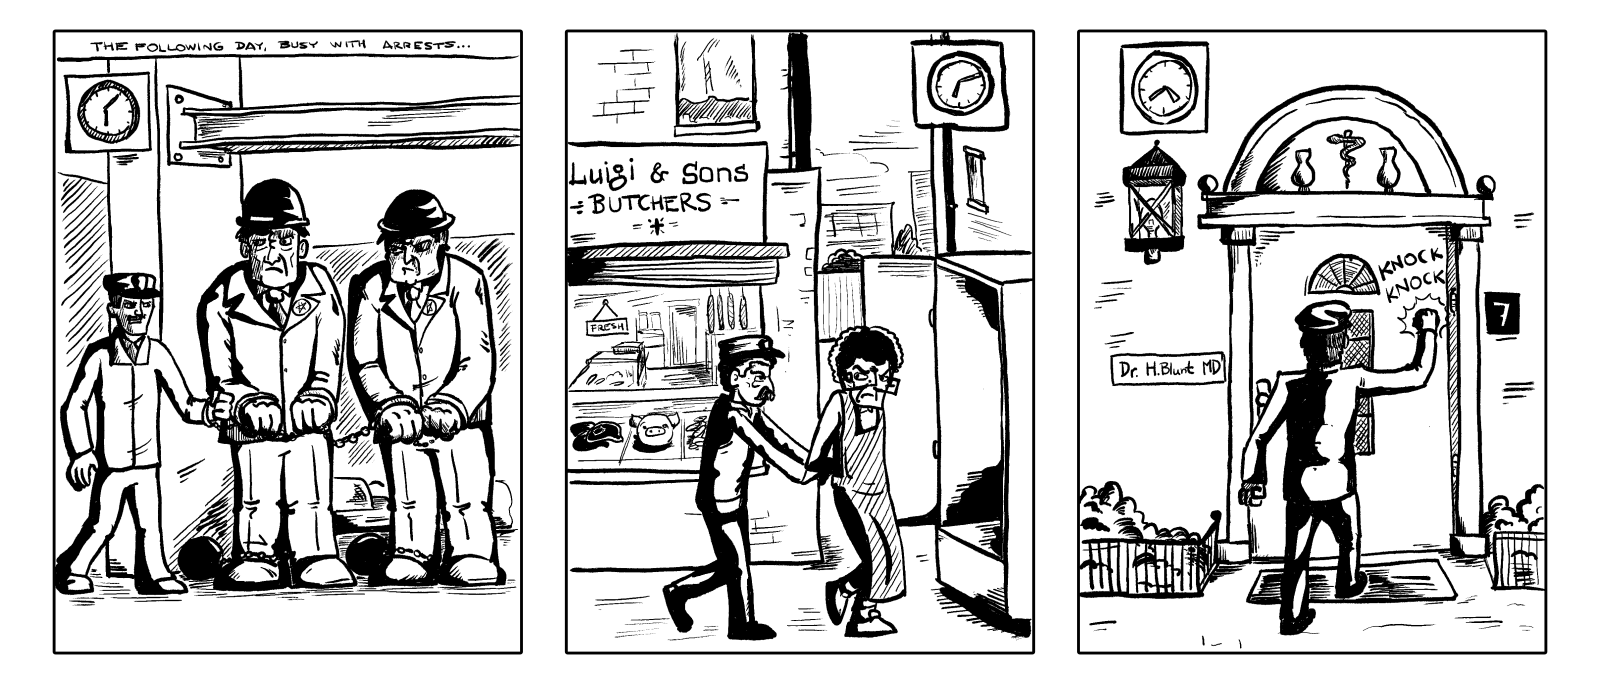 THE FOLLOWING DAY, BUSY WITH ARRESTS...
Luigi & Sons
BUTCHERS
FRESH
KNOCK
KNOCK
7
Dr. H.Blunt MD